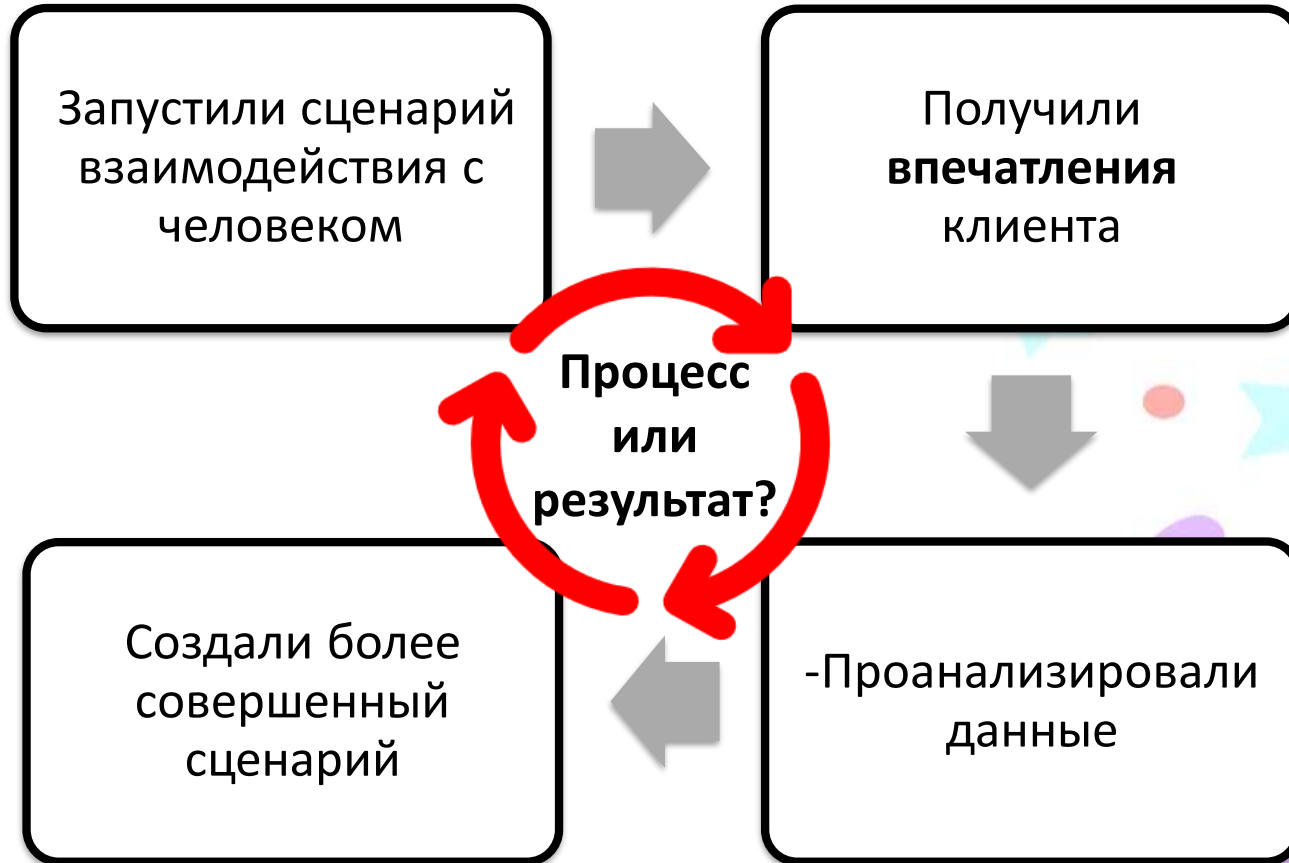 Запустили сценарий
взаимодействия с
человеком
Получили
впечатления
клиента
Процесс
или
результат?
Создали более
совершенный
сценарий
-Проанализировали
данные